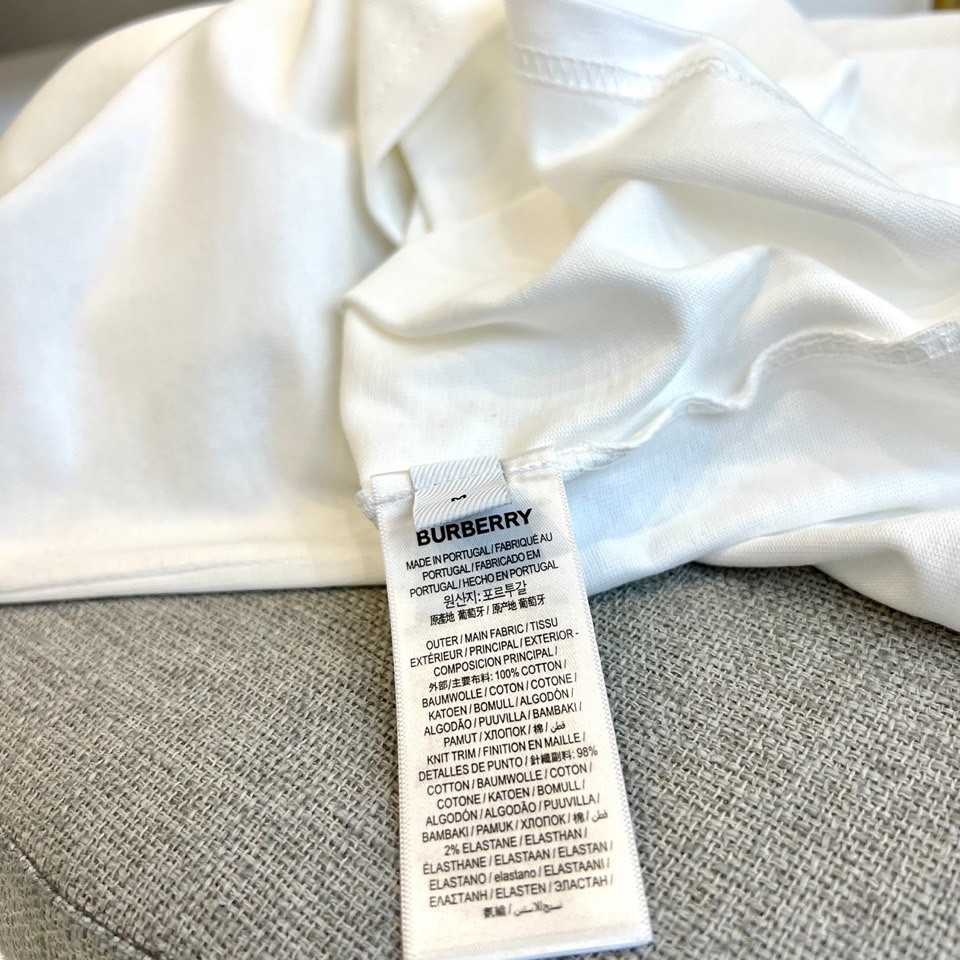 M
BURBERRY
MADE IN PORTUGAL / FABRIQUÉ AU
PORTUGAL / FABRICADO EM
PORTUGAL / HECHO EN PORTUGAL
원산지: 포르투갈
原產地 葡萄牙 / 原产地 葡萄牙
OUTER / MAIN FABRIC / TISSU
EXTÉRIEUR / PRINCIPAL / EXTERIOR -
COMPOSICION PRINCIPAL /
外部/主要布料: 100% COTTON /
BAUMWOLLE / COTON / COTONE /
KATOEN / BOMULL / ALGODÓN /
ALGODÃO / PUUVILLA / BAMBAKI /
PAMUT / ХЛОПОК / 棉 / قطن /
KNIT TRIM / FINITION EN MAILLE /
DETALLES DE PUNTO / 針織副料: 98%
COTTON / BAUMWOLLE / COTON /
COTONE / KATOEN / BOMULL /
ALGODÓN / ALGODÃO / PUUVILLA /
BAMBAKI / PAMUK / ХЛОПОК / 棉 / قطن /
2% ELASTANE / ELASTHAN /
ÉLASTHANE / ELASTAAN / ELASTAN /
ELASTANO / elastano / ELASTAANI /
ΕΛΑΣΤΑΝΗ / ELASTEN / ЭЛАСТАН /